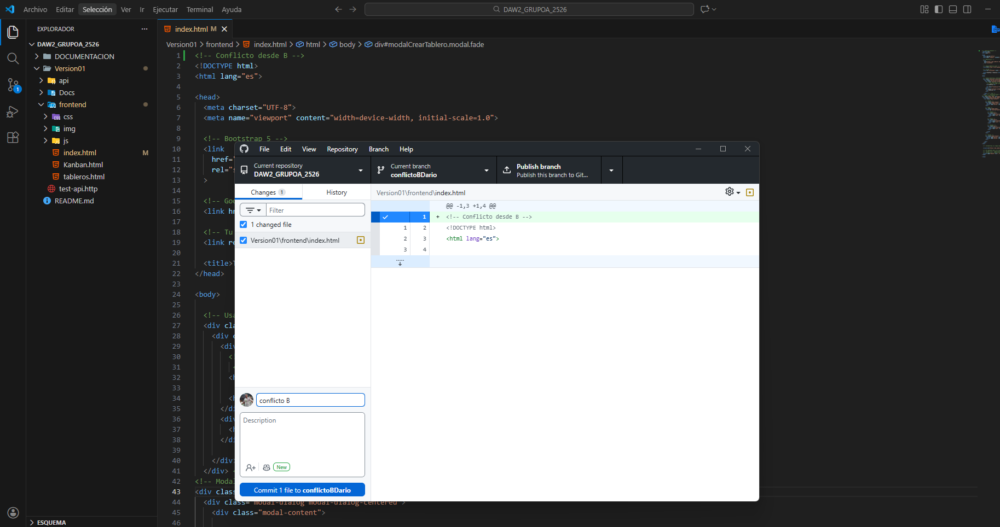 Archivo Editar Selección Ver Ir Ejecutar Terminal Ayuda
DAW2_GRUPOA_2526
EXPLORADOR
DAW2_GRUPOA_2526
DOCUMENTACION
Version01
api
Docs
frontend
css
img
js
index.html M
Kanban.html
tableros.html
test-api.http
README.md
ESQUEMA
1
index.html M
Version01 > frontend > index.html > html > body > div#modalCrearTablero.modal.fade
1 <!-- Conflicto desde B -->
2 <!DOCTYPE html>
3 <html lang="es">
4
5 <head>
6 <meta charset="UTF-8">
7 <meta name="viewport" content="width=device-width, initial-scale=1.0">
8
9 <!-- Bootstrap 5 -->
10 <link
11 href="
12 rel="s
13 >
14
15 <!-- Goo
16 <link hr
17
18 <!-- Tu
19 <link re
20
21 <title>
22 </head>
23
24 <body>
25
26 <!-- Usa
27 <div cla
28 <div c
29 <div
30 <!
31 <
32 <h
33
34 <h
35 </di
36 <div
37 <h
38 </di
39
40 </div>
41 </div> <
42 <!-- Moda
43 <div class
44 <div class="modal-dialog modal-dialog-centered">
45 <div class="modal-content">
46
File Edit View Repository Branch Help
Current repository
DAW2_GRUPOA_2526
Current branch
conflictoBDario
Publish branch
Publish this branch to Git...
Changes 1
History
Filter
1 changed file
Version01\frontend\index.html
Version01\frontend\index.html
@@ -1,3 +1,4 @@
1 + <!-- Conflicto desde B -->
1 2 <!DOCTYPE html>
2 3 <html lang="es">
3 4
conflicto B
Description
New
Commit 1 file to conflictoBDario